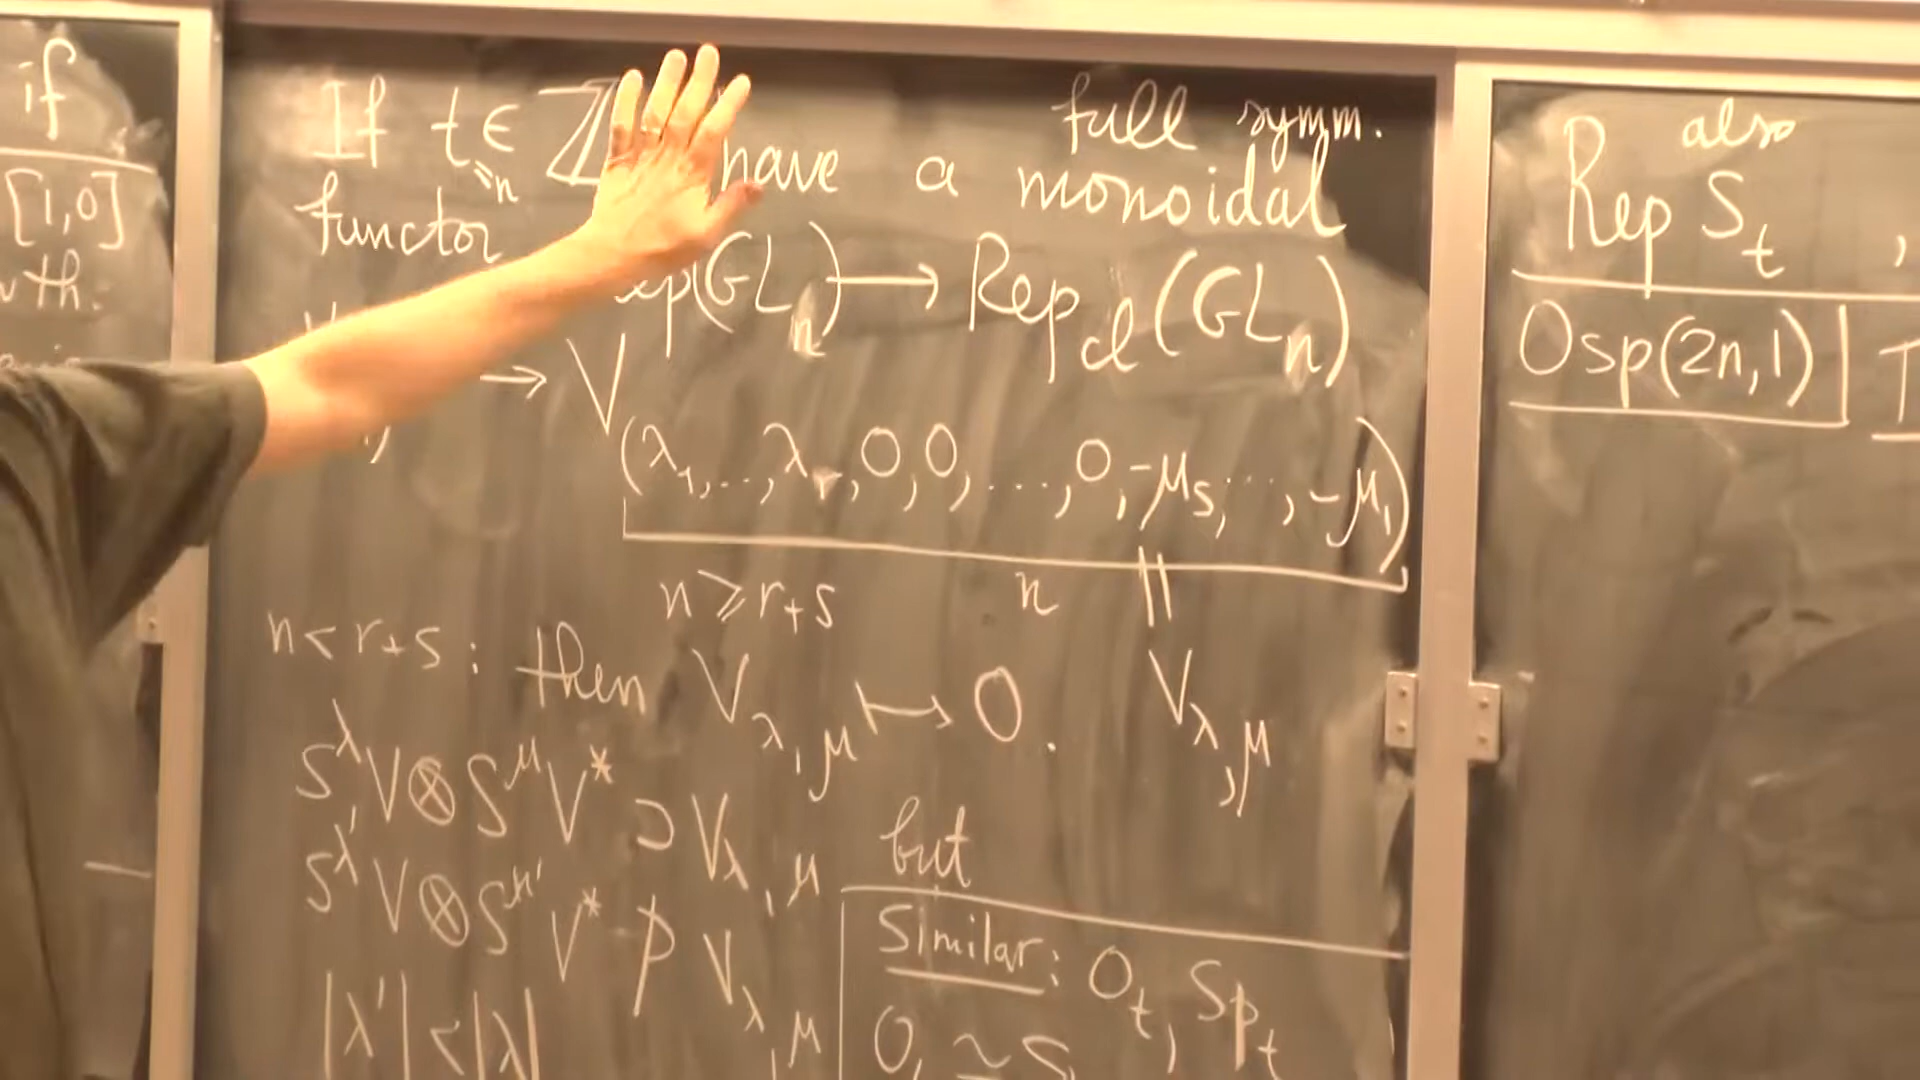 if
[1,0]
th.
If t ∈ ℤ have a full symm. monoidal
⩾n
functor
ep(GL_n) → Rep_cl(GL_n)
→ V_(λ_1,...,λ_r,0,0,...,0,-μ_s,...,-μ_1)
n ⩾ r+s n ||
n < r+s : then V_λ,μ ↦ 0. V_λ,μ
S^λ V ⊗ S^μ V* ⊃ V_λ,μ but
S^λ' V ⊗ S^μ' V* ⊅ V_λ,μ
|λ'| < |λ|
Similar: O_t, Sp_t
also
Rep S_t ,
Osp(2n,1)